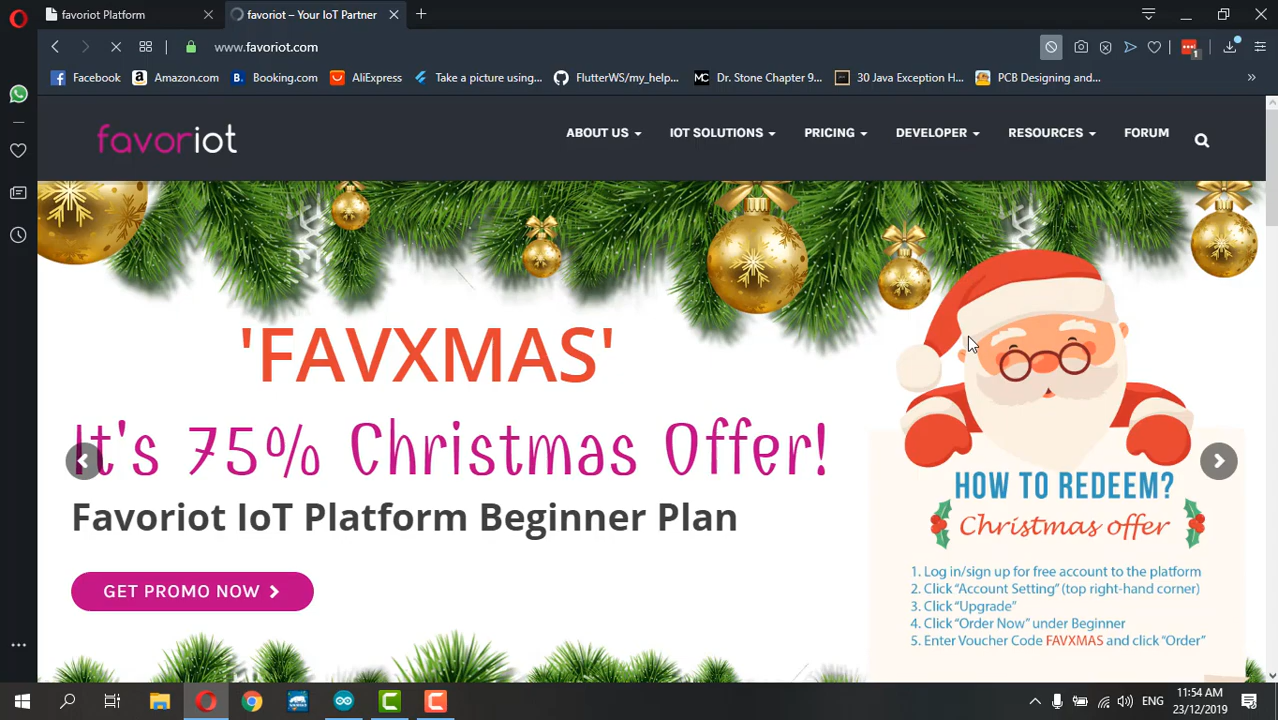 favoriot Platform
favoriot – Your IoT Partner
www.favoriot.com
1
Facebook
Amazon.com
Booking.com
AliExpress
Take a picture using...
FlutterWS/my_help...
Dr. Stone Chapter 9...
30 Java Exception H...
PCB Designing and...
favoriot
ABOUT US
IOT SOLUTIONS
PRICING
DEVELOPER
RESOURCES
FORUM
'FAVXMAS'
It's 75% Christmas Offer!
Favoriot IoT Platform Beginner Plan
GET PROMO NOW
HOW TO REDEEM?
Christmas offer
1. Log in/sign up for free account to the platform
2. Click “Account Setting” (top right-hand corner)
3. Click “Upgrade”
4. Click “Order Now” under Beginner
5. Enter Voucher Code FAVXMAS and click “Order”
ENG
11:54 AM
23/12/2019